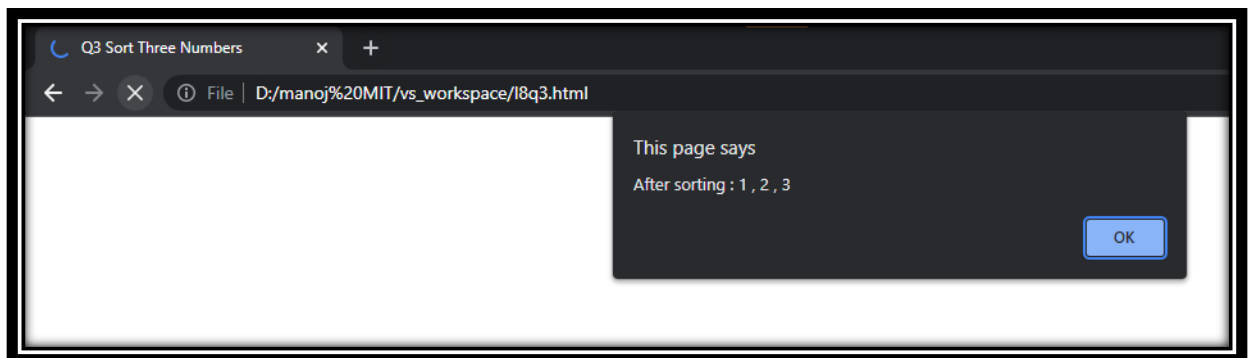 Q3 Sort Three Numbers
File | D:/manoj%20MIT/vs_workspace/l8q3.html
This page says
After sorting : 1 , 2 , 3
OK